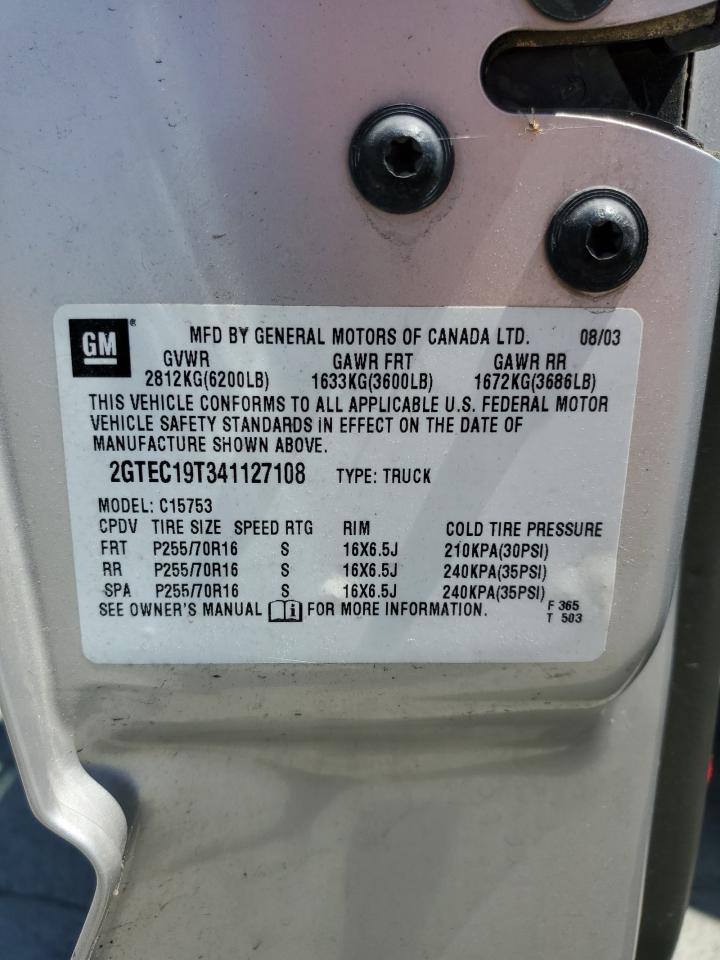 GM ® MFD BY GENERAL MOTORS OF CANADA LTD. 08/03
GVWR GAWR FRT GAWR RR
2812KG(6200LB) 1633KG(3600LB) 1672KG(3686LB)
THIS VEHICLE CONFORMS TO ALL APPLICABLE U.S. FEDERAL MOTOR
VEHICLE SAFETY STANDARDS IN EFFECT ON THE DATE OF
MANUFACTURE SHOWN ABOVE.
2GTEC19T341127108 TYPE: TRUCK
MODEL: C15753
CPDV TIRE SIZE SPEED RTG RIM COLD TIRE PRESSURE
FRT P255/70R16 S 16X6.5J 210KPA(30PSI)
RR P255/70R16 S 16X6.5J 240KPA(35PSI)
SPA P255/70R16 S 16X6.5J 240KPA(35PSI)
SEE OWNER'S MANUAL i FOR MORE INFORMATION. F 365
T 503